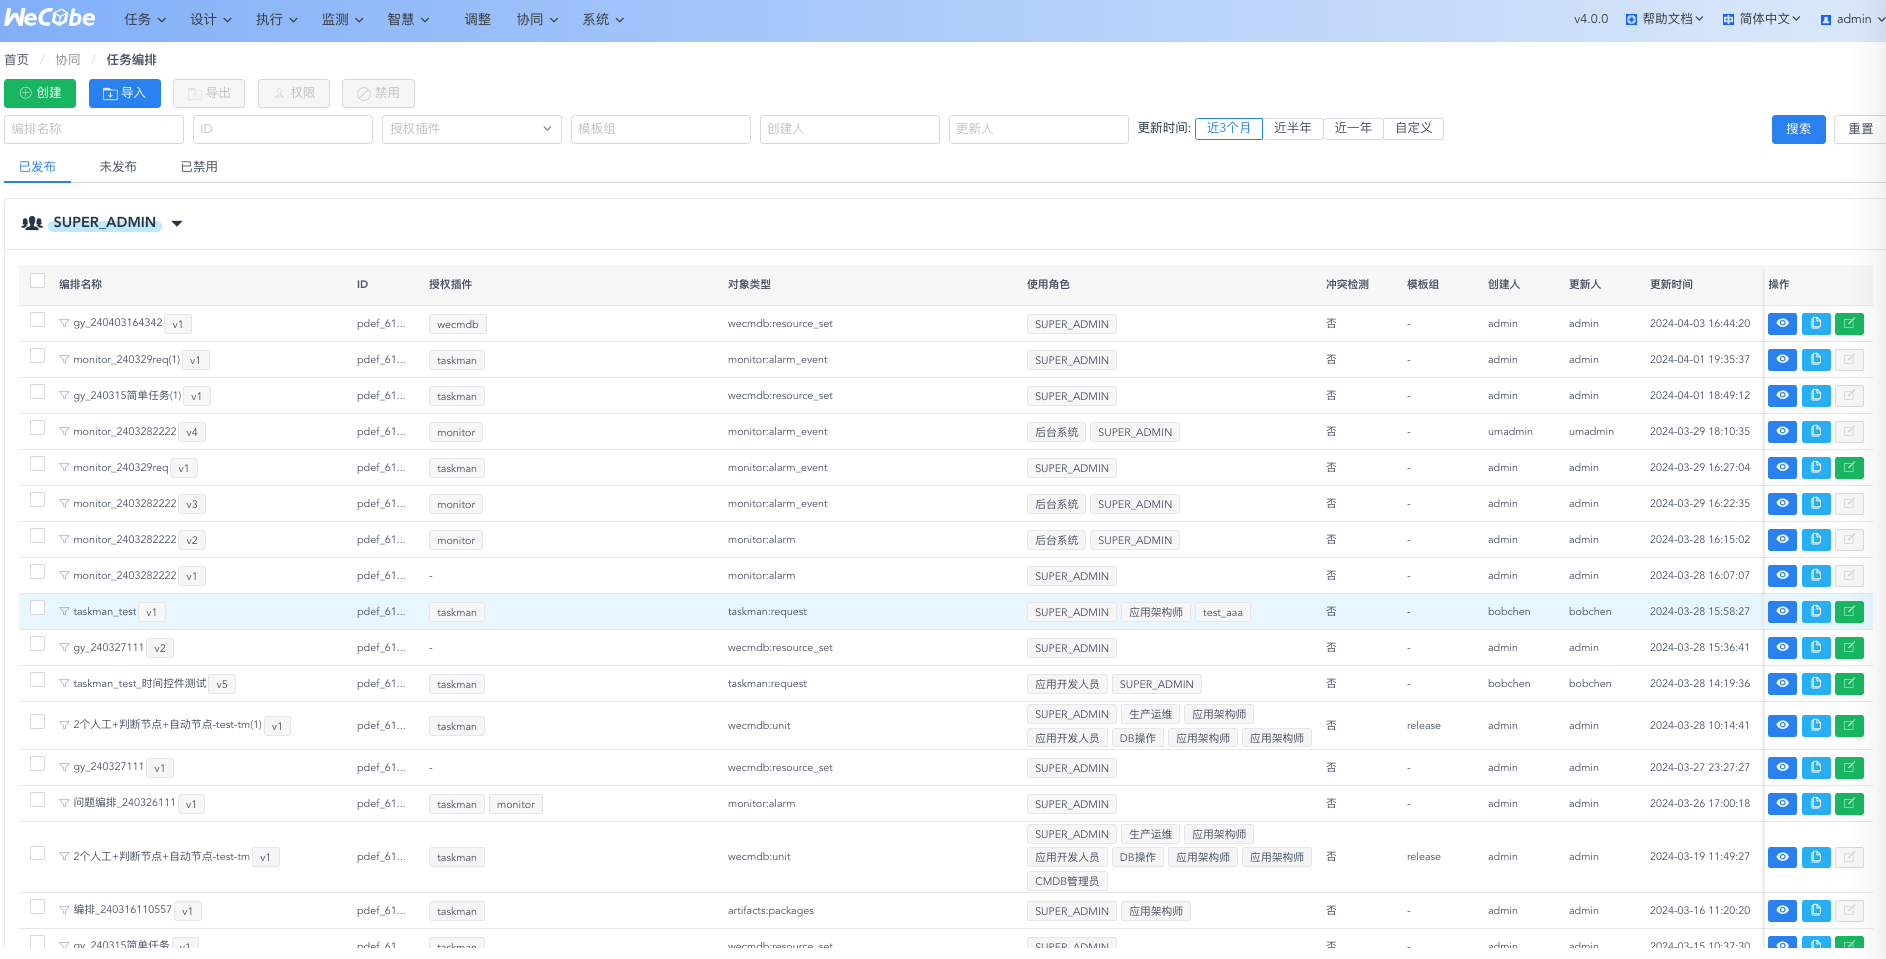 WeCube 任务 设计 执行 监测 智慧 调整 协同 系统 v4.0.0 帮助文档 简体中文 admin
首页 / 协同 / 任务编排
创建 导入 导出 权限 禁用
编排名称 ID 授权插件 模板组 创建人 更新人 更新时间: 近3个月 近半年 近一年 自定义 搜索 重置
已发布 未发布 已禁用
SUPER_ADMIN
编排名称 ID 授权插件 对象类型 使用角色 冲突检测 模板组 创建人 更新人 更新时间 操作
gy_240403164342 v1 pdef_61... wecmdb wecmdb:resource_set SUPER_ADMIN 否 - admin admin 2024-04-03 16:44:20
monitor_240329req(1) v1 pdef_61... taskman monitor:alarm_event SUPER_ADMIN 否 - admin admin 2024-04-01 19:35:37
gy_240315简单任务(1) v1 pdef_61... taskman wecmdb:resource_set SUPER_ADMIN 否 - admin admin 2024-04-01 18:49:12
monitor_2403282222 v4 pdef_61... monitor monitor:alarm_event 后台系统 SUPER_ADMIN 否 - umadmin umadmin 2024-03-29 18:10:35
monitor_240329req v1 pdef_61... taskman monitor:alarm_event SUPER_ADMIN 否 - admin admin 2024-03-29 16:27:04
monitor_2403282222 v3 pdef_61... monitor monitor:alarm_event 后台系统 SUPER_ADMIN 否 - admin admin 2024-03-29 16:22:35
monitor_2403282222 v2 pdef_61... monitor monitor:alarm 后台系统 SUPER_ADMIN 否 - admin admin 2024-03-28 16:15:02
monitor_2403282222 v1 pdef_61... - monitor:alarm SUPER_ADMIN 否 - admin admin 2024-03-28 16:07:07
taskman_test v1 pdef_61... taskman taskman:request SUPER_ADMIN 应用架构师 test_aaa 否 - bobchen bobchen 2024-03-28 15:58:27
gy_240327111 v2 pdef_61... - wecmdb:resource_set SUPER_ADMIN 否 - admin admin 2024-03-28 15:36:41
taskman_test_时间控件测试 v5 pdef_61... taskman taskman:request 应用开发人员 SUPER_ADMIN 否 - bobchen bobchen 2024-03-28 14:19:36
SUPER_ADMIN 生产运维 应用架构师
2个人工+判断节点+自动节点-test-tm(1) v1 pdef_61... taskman wecmdb:unit 否 release admin admin 2024-03-28 10:14:41
应用开发人员 DB操作 应用架构师 应用架构师
gy_240327111 v1 pdef_61... - wecmdb:resource_set SUPER_ADMIN 否 - admin admin 2024-03-27 23:27:27
问题编排_240326111 v1 pdef_61... taskman monitor monitor:alarm SUPER_ADMIN 否 - admin admin 2024-03-26 17:00:18
SUPER_ADMIN 生产运维 应用架构师
2个人工+判断节点+自动节点-test-tm v1 pdef_61... taskman wecmdb:unit 应用开发人员 DB操作 应用架构师 应用架构师 否 release admin admin 2024-03-19 11:49:27
CMDB管理员
编排_240316110557 v1 pdef_61... taskman artifacts:packages SUPER_ADMIN 应用架构师 否 - admin admin 2024-03-16 11:20:20
gy_240315简单任务 v1 pdef_61... taskman wecmdb:resource_set SUPER_ADMIN 否 - admin admin 2024-03-15 10:37:30